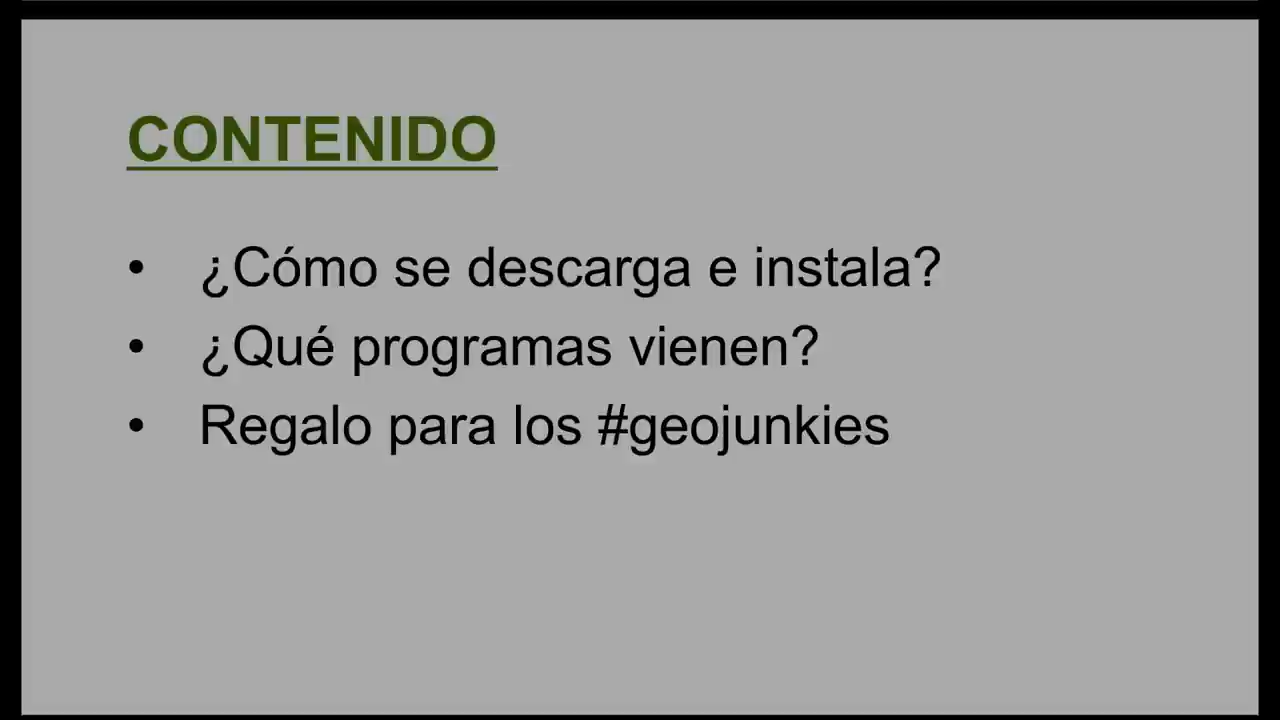 CONTENIDO
• ¿Cómo se descarga e instala?
• ¿Qué programas vienen?
• Regalo para los #geojunkies